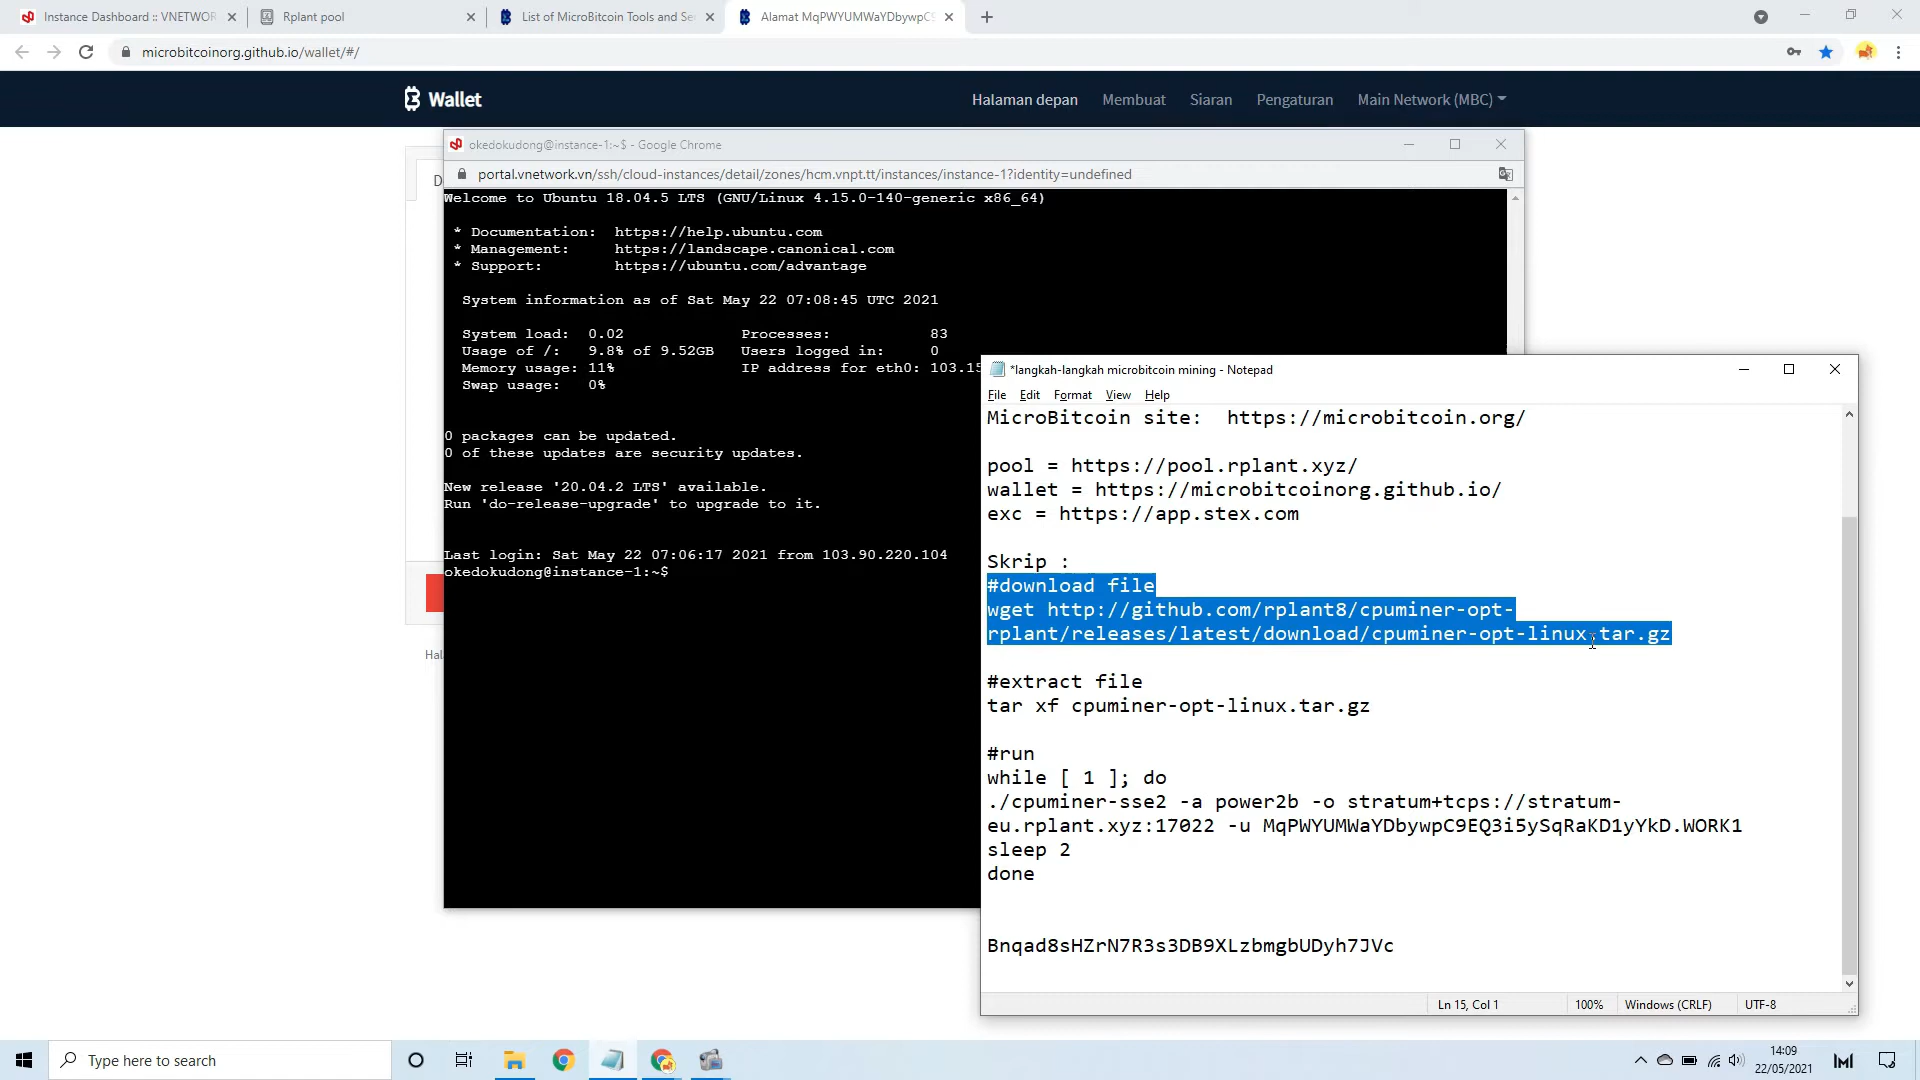 Instance Dashboard :: VNETWOR
Rplant pool
List of MicroBitcoin Tools and Se
Alamat MqPWYUMWaYDbywpC9
microbitcoinorg.github.io/wallet/#/
Wallet
Halaman depan
Membuat
Siaran
Pengaturan
Main Network (MBC)
okedokudong@instance-1:~$ - Google Chrome
portal.vnetwork.vn/ssh/cloud-instances/detail/zones/hcm.vnpt.tt/instances/instance-1?identity=undefined
Welcome to Ubuntu 18.04.5 LTS (GNU/Linux 4.15.0-140-generic x86_64)
* Documentation: https://help.ubuntu.com
* Management: https://landscape.canonical.com
* Support: https://ubuntu.com/advantage
System information as of Sat May 22 07:08:45 UTC 2021
System load: 0.02 Processes: 83
Usage of /: 9.8% of 9.52GB Users logged in: 0
Memory usage: 11% IP address for eth0: 103.15
Swap usage: 0%
0 packages can be updated.
0 of these updates are security updates.
New release '20.04.2 LTS' available.
Run 'do-release-upgrade' to upgrade to it.
Last login: Sat May 22 07:06:17 2021 from 103.90.220.104
okedokudong@instance-1:~$
D
Hal
*langkah-langkah microbitcoin mining - Notepad
File Edit Format View Help
MicroBitcoin site: https://microbitcoin.org/
pool = https://pool.rplant.xyz/
wallet = https://microbitcoinorg.github.io/
exc = https://app.stex.com
Skrip :
#download file
wget http://github.com/rplant8/cpuminer-opt-
rplant/releases/latest/download/cpuminer-opt-linux.tar.gz
#extract file
tar xf cpuminer-opt-linux.tar.gz
#run
while [ 1 ]; do
./cpuminer-sse2 -a power2b -o stratum+tcps://stratum-
eu.rplant.xyz:17022 -u MqPWYUMWaYDbywpC9EQ3i5ySqRaKD1yYkD.WORK1
sleep 2
done
Bnqad8sHZrN7R3s3DB9XLzbmgbUDyh7JVc
Ln 15, Col 1
100%
Windows (CRLF)
UTF-8
Type here to search
14:09
22/05/2021